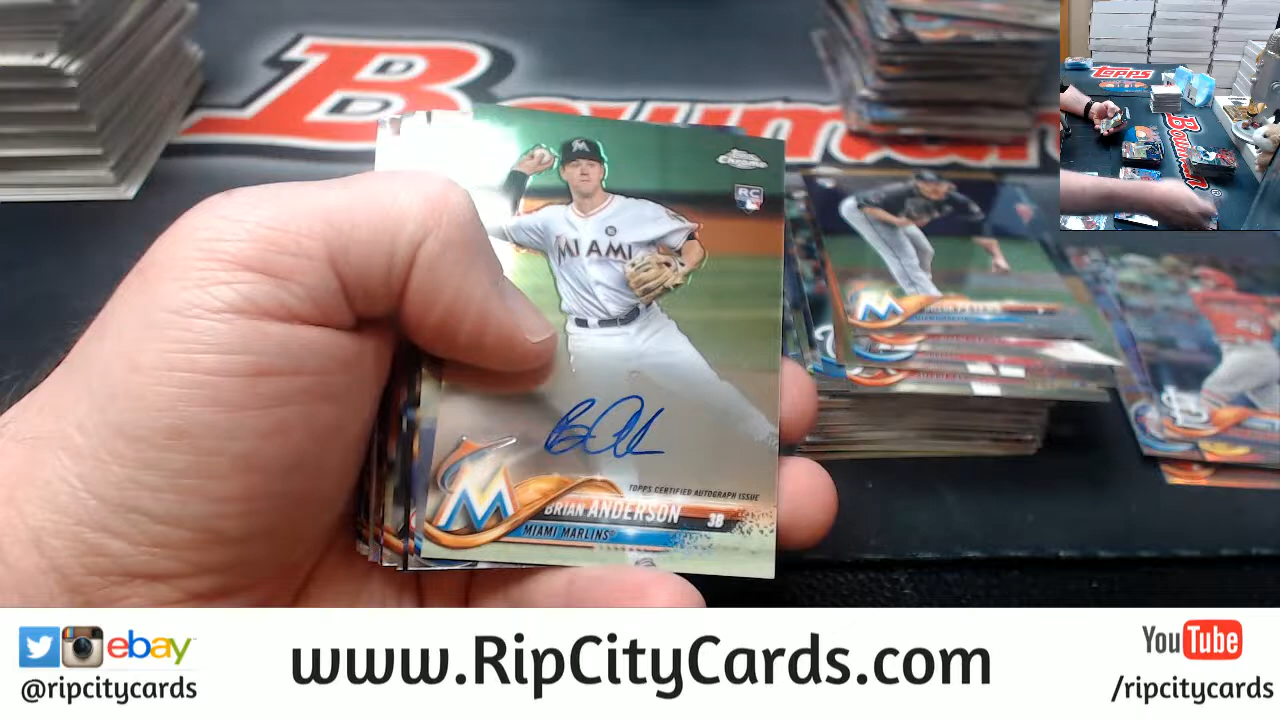 Bowman
CHROME
RC
MIAMI
BRIAN ANDERSON
3B
MIAMI MARLINS
TOPPS CERTIFIED AUTOGRAPH ISSUE
topps
Bowman
ebay
@ripcitycards
www.RipCityCards.com
YouTube
/ripcitycards